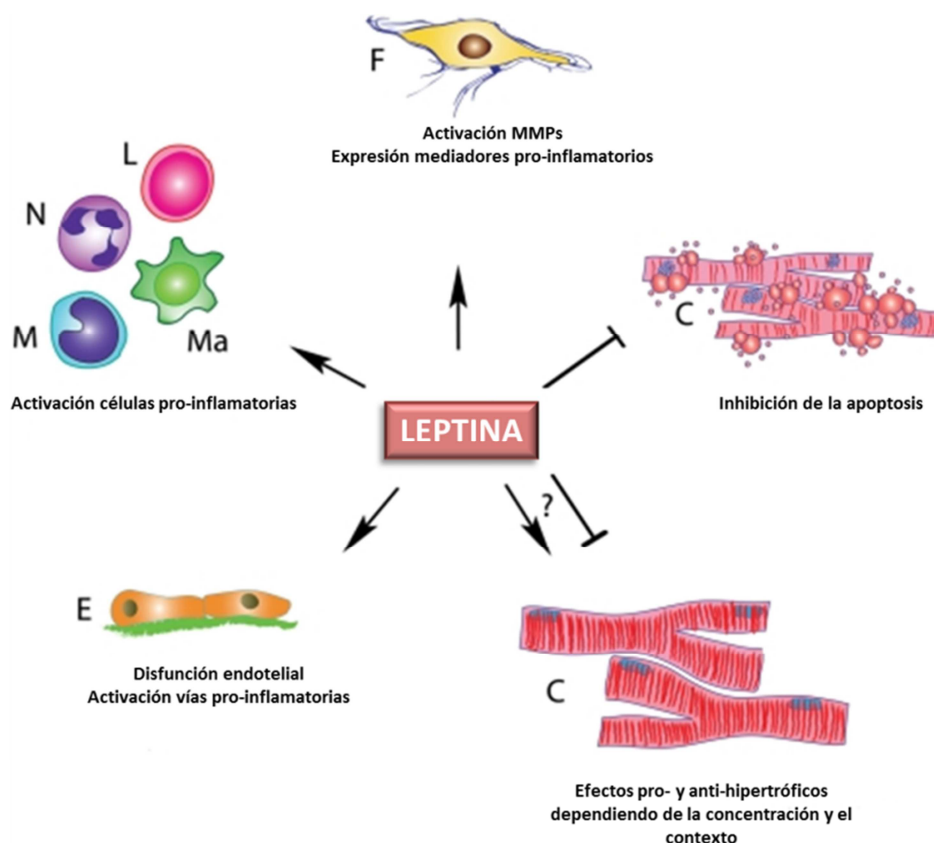 F
Activación MMPs
Expresión mediadores pro-inflamatorios
L
N
M
Ma
Activación células pro-inflamatorias
C
Inhibición de la apoptosis
LEPTINA
?
E
Disfunción endotelial
Activación vías pro-inflamatorias
C
Efectos pro- y anti-hipertróficos
dependiendo de la concentración y el
contexto